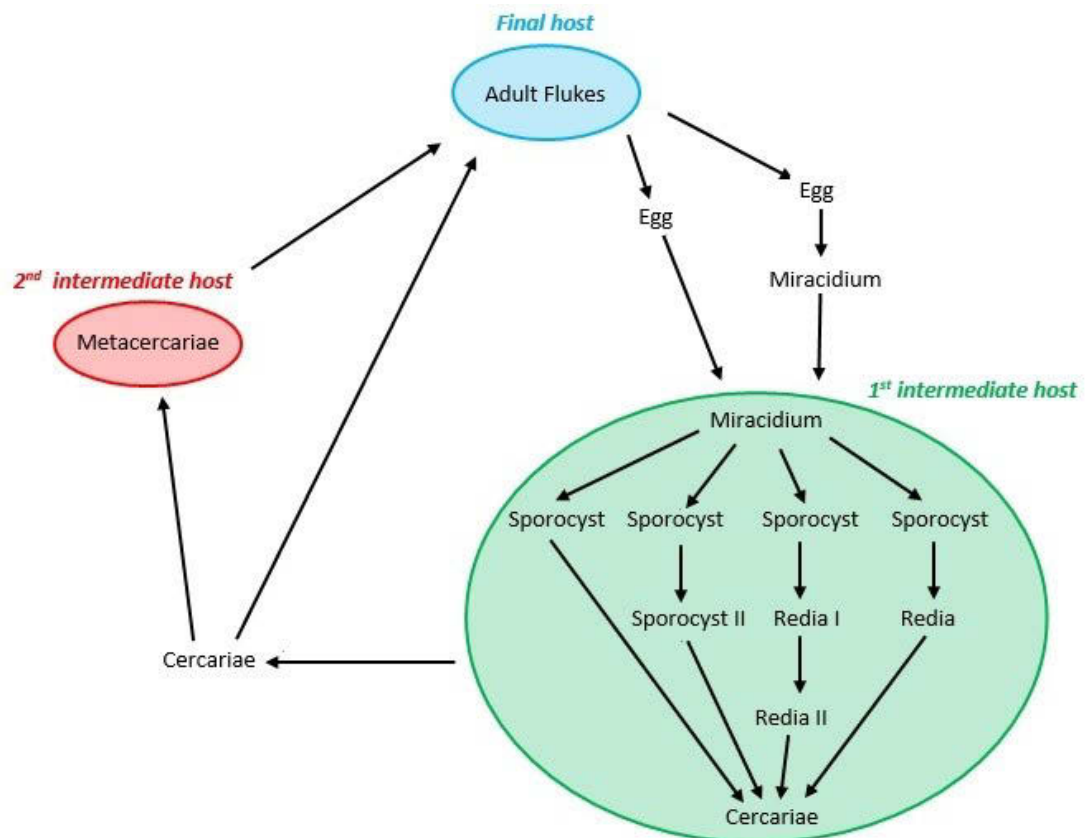 Final host
Adult Flukes
Egg
Egg
Miracidium
2nd intermediate host
Metacercariae
1st intermediate host
Miracidium
Sporocyst Sporocyst Sporocyst Sporocyst
Sporocyst II Redia I Redia
Cercariae
Redia II
Cercariae